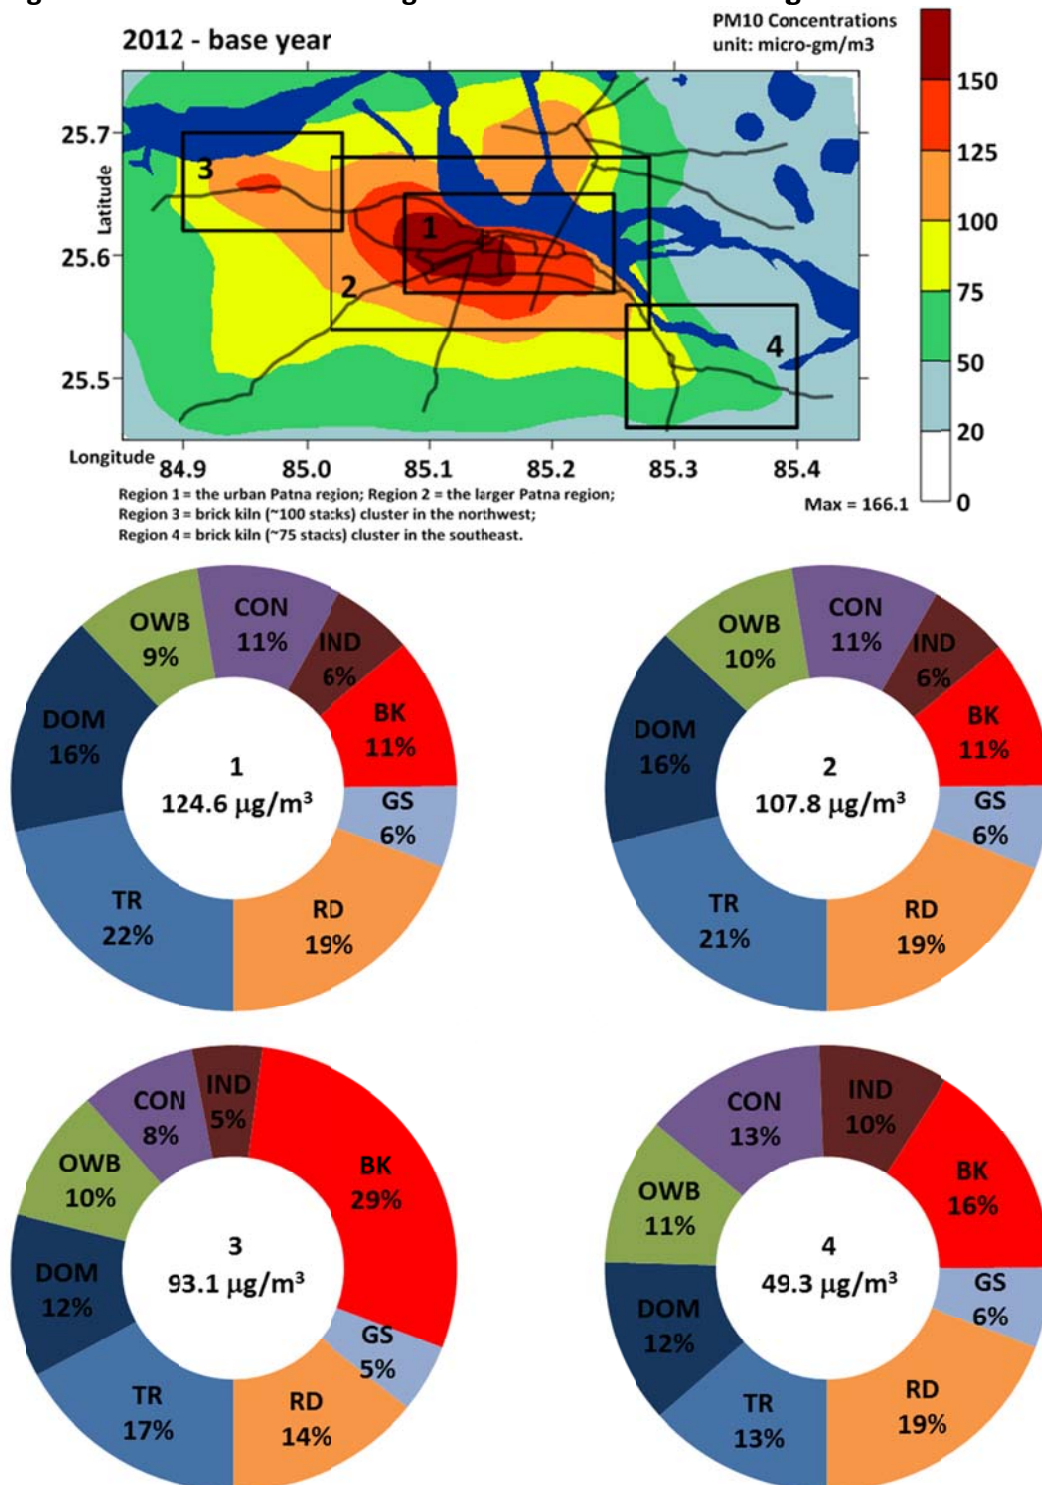 PM10 Concentrations
2012 - base year
unit: micro-gm/m3
150
125
100
75
50
20
0
25.7
25.6
25.5
Latitude
3
1
2
4
Longitude
84.9 85.0 85.1 85.2 85.3 85.4
Region 1 = the urban Patna region; Region 2 = the larger Patna region;
Region 3 = brick kiln (~100 stacks) cluster in the northwest;
Region 4 = brick kiln (~75 stacks) cluster in the southeast.
Max = 166.1
CON
11%
IND
6%
BK
11%
GS
6%
RD
19%
TR
22%
DOM
16%
OWB
9%
1
124.6 µg/m³
CON
11%
IND
6%
BK
11%
GS
6%
RD
19%
TR
21%
DOM
16%
OWB
10%
2
107.8 µg/m³
IND
5%
BK
29%
GS
5%
RD
14%
TR
17%
DOM
12%
OWB
10%
CON
8%
3
93.1 µg/m³
IND
10%
BK
16%
GS
6%
RD
19%
TR
13%
DOM
12%
OWB
11%
CON
13%
4
49.3 µg/m³